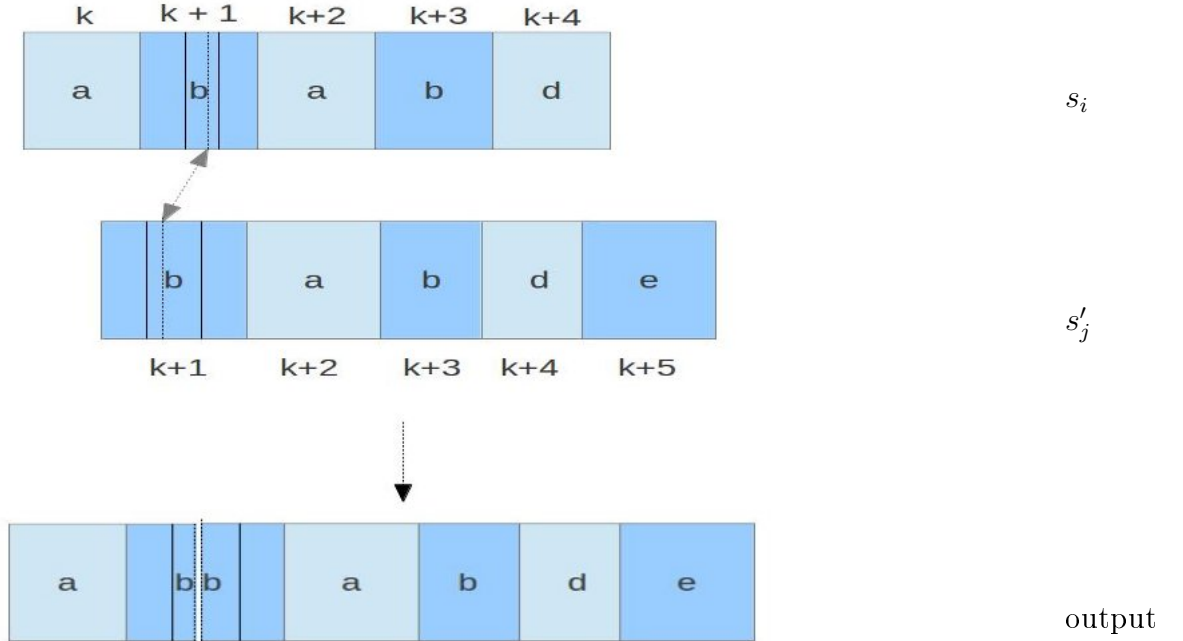 k k + 1 k+2 k+3 k+4
a b a b d s_i
b a b d e s'_j
k+1 k+2 k+3 k+4 k+5
a b b a b d e output